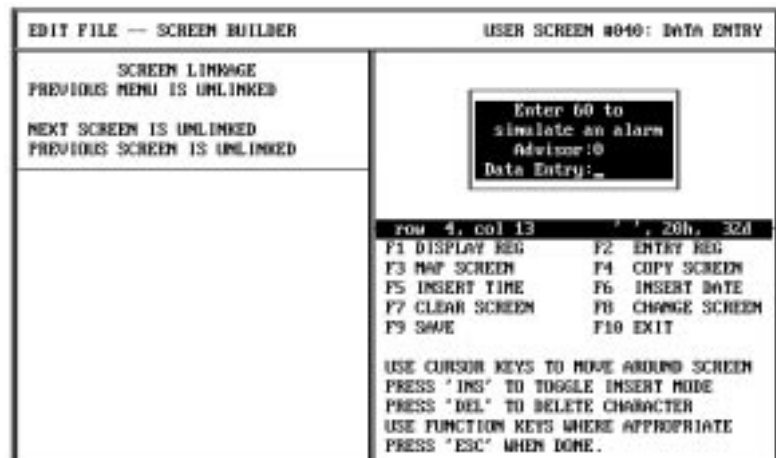 EDIT FILE -- SCREEN BUILDER
USER SCREEN #040: DATA ENTRY
SCREEN LINKAGE
PREVIOUS MENU IS UNLINKED
NEXT SCREEN IS UNLINKED
PREVIOUS SCREEN IS UNLINKED
Enter 60 to
simulate an alarm
Advisor:0
Data Entry:_
row 4, col 13 ' ', 20h, 32d
F1 DISPLAY REG F2 ENTRY REG
F3 MAP SCREEN F4 COPY SCREEN
F5 INSERT TIME F6 INSERT DATE
F7 CLEAR SCREEN F8 CHANGE SCREEN
F9 SAVE F10 EXIT
USE CURSOR KEYS TO MOVE AROUND SCREEN
PRESS 'INS' TO TOGGLE INSERT MODE
PRESS 'DEL' TO DELETE CHARACTER
USE FUNCTION KEYS WHERE APPROPRIATE
PRESS 'ESC' WHEN DONE.